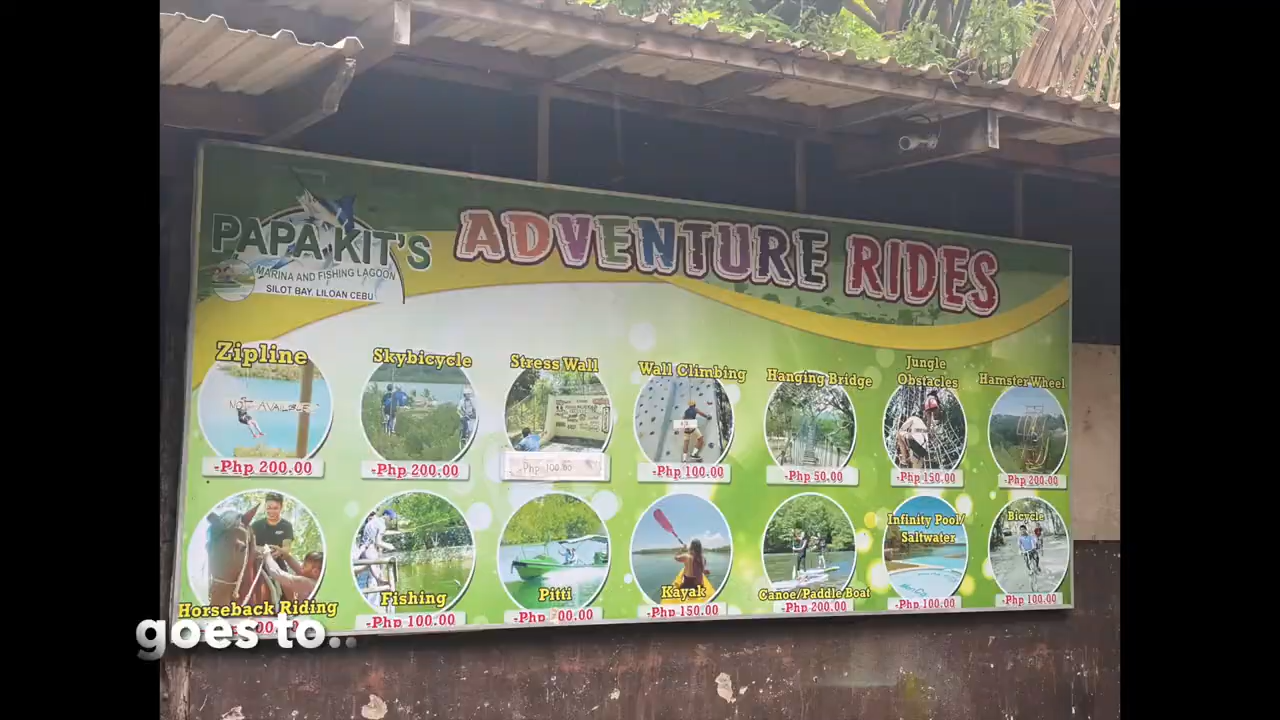 PAPA KIT'S
MARINA AND FISHING LAGOON
SILOT BAY, LILOAN CEBU
ADVENTURE RIDES
Zipline
NOT AVAILABLE
-Php 200.00
Skybicycle
-Php 200.00
Stress Wall
-Php 100.00
Wall Climbing
-Php 100.00
Hanging Bridge
-Php 50.00
Jungle
Obstacles
-Php 150.00
Hamster Wheel
-Php 200.00
Horseback Riding
Fishing
-Php 100.00
Pitti
-Php
Kayak
-Php 150.00
Canoe/Paddle Boat
-Php 200.00
Infinity Pool/
Saltwater
-Php 100.00
Bicycle
-Php 100.00
goes to..